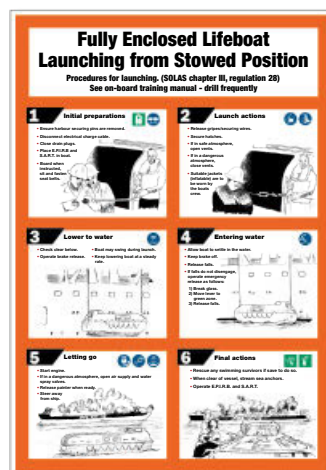 Fully Enclosed Lifeboat
Launching from Stowed Position
Procedures for launching. (SOLAS chapter III, regulation 28)
See on-board training manual - drill frequently
1 Initial preparations
• Ensure harbour securing pins are removed.
• Disconnect electrical charge cable.
• Close drain plugs.
• Place E.P.I.R.B and
S.A.R.T. in boat.
• Board when
instructed,
sit and fasten
seat belts.
2 Launch actions
• Release gripes/securing wires.
• Secure hatches.
• If in safe atmosphere,
open vents.
• If in a dangerous
atmosphere,
close vents.
• Suitable jackets
(inflatable) are to
be worn by
the boats
crew.
3 Lower to water
• Check clear below.
• Operate brake release.
• Boat may swing during launch.
• Keep lowering boat at a steady
rate.
4 Entering water
• Allow boat to settle in the water.
• Keep brake off.
• Release falls.
• If falls do not disengage,
operate emergency
release as follows:
1) Break glass.
2) Move lever to
green zone.
3) Release falls.
5 Letting go
• Start engine.
• If in a dangerous atmosphere, open air supply and water
spray valves.
• Release painter when ready.
• Steer away
from ship.
6 Final actions
• Rescue any swimming survivors if save to do so.
• When clear of vessel, stream sea anchors.
• Operate E.P.I.R.B. and S.A.R.T.